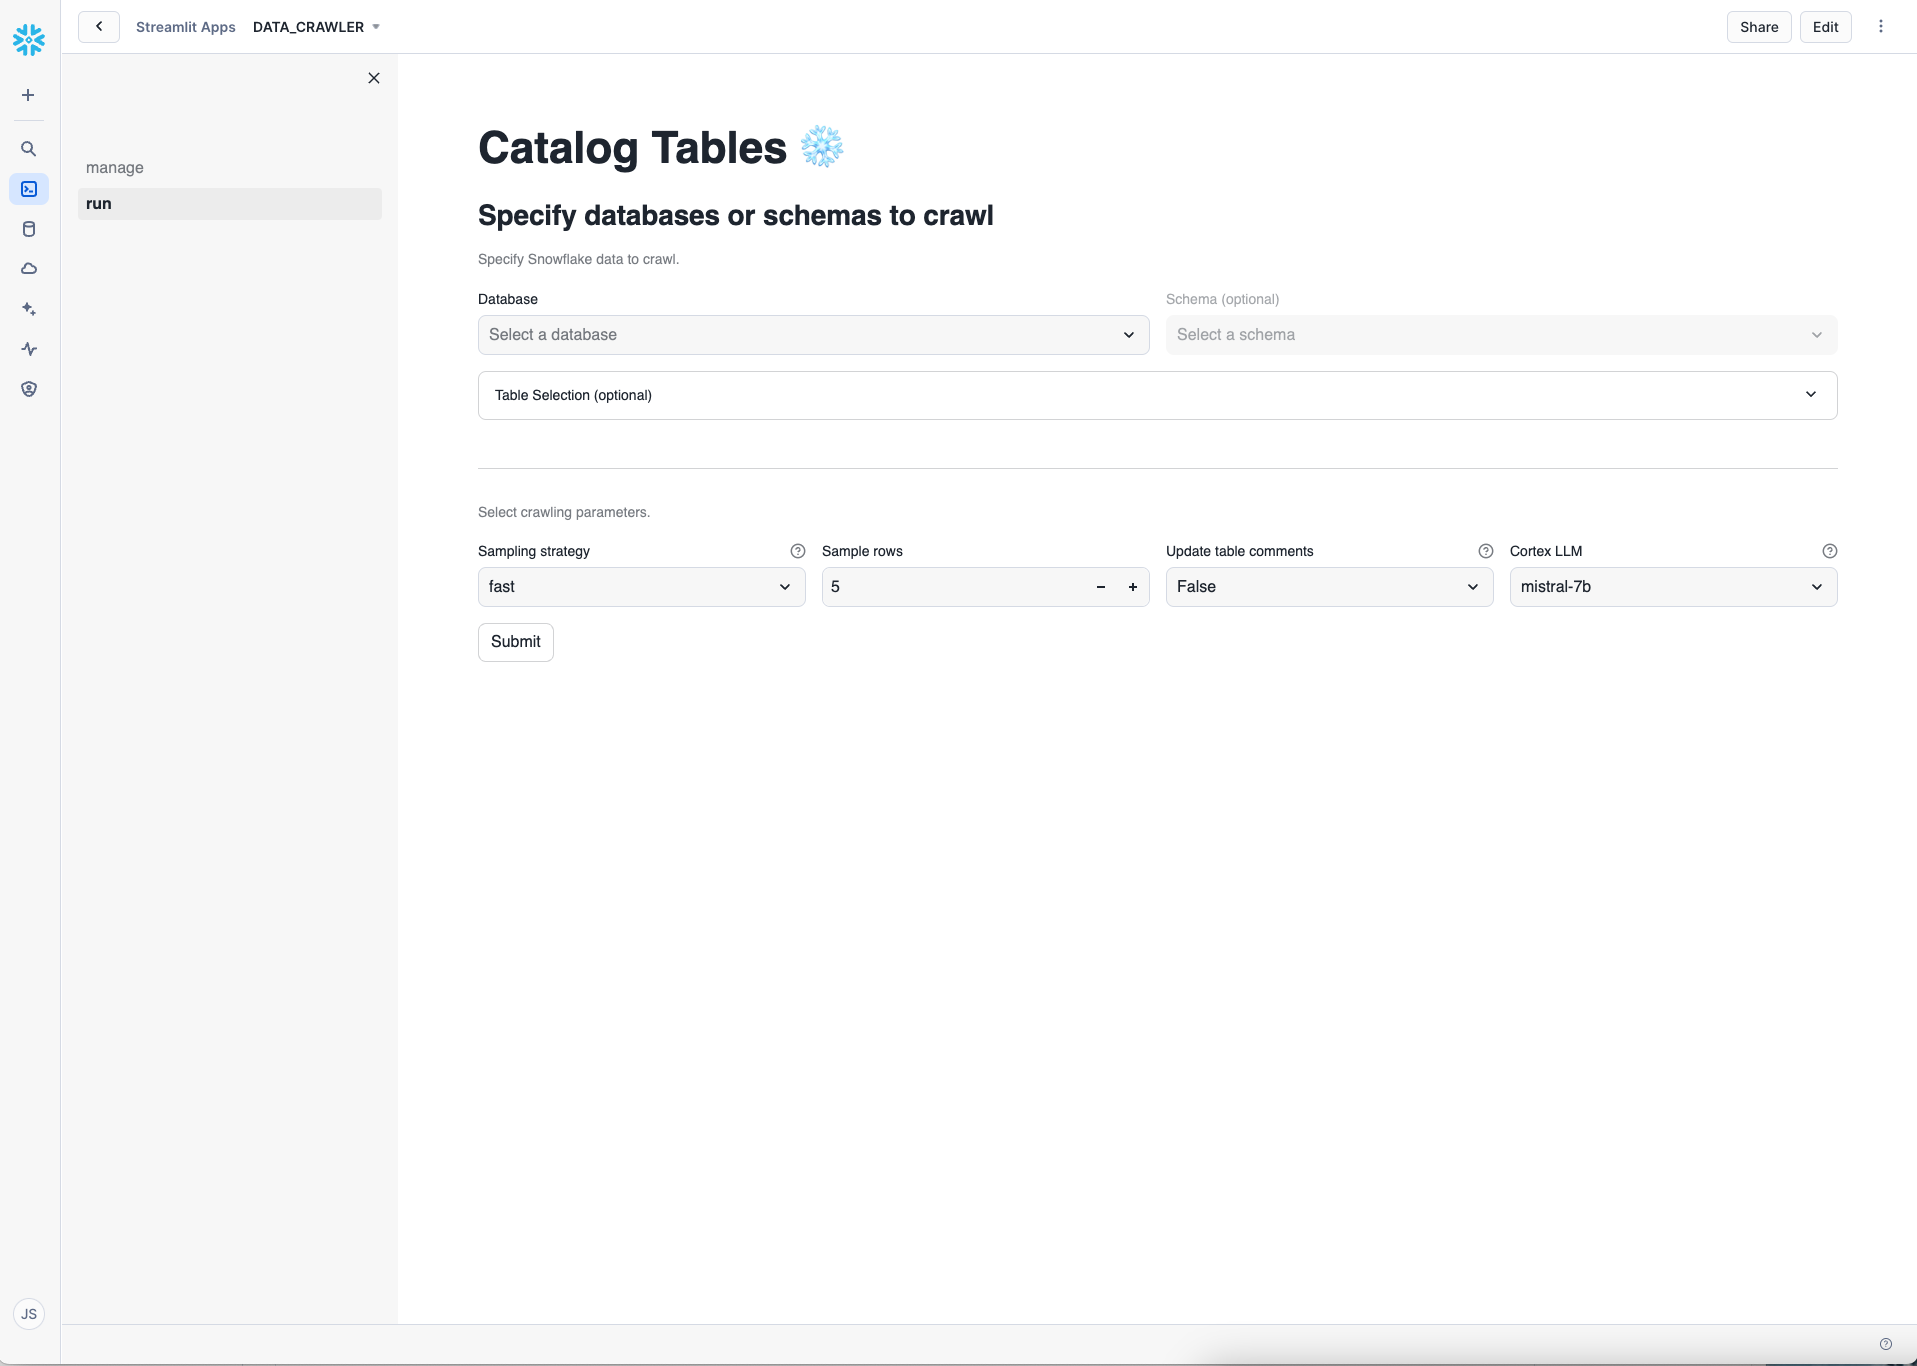 Streamlit Apps DATA_CRAWLER
Share Edit
manage
run
Catalog Tables
Specify databases or schemas to crawl
Specify Snowflake data to crawl.
Database Schema (optional)
Select a database Select a schema
Table Selection (optional)
Select crawling parameters.
Sampling strategy Sample rows Update table comments Cortex LLM
fast 5 False mistral-7b
Submit
JS